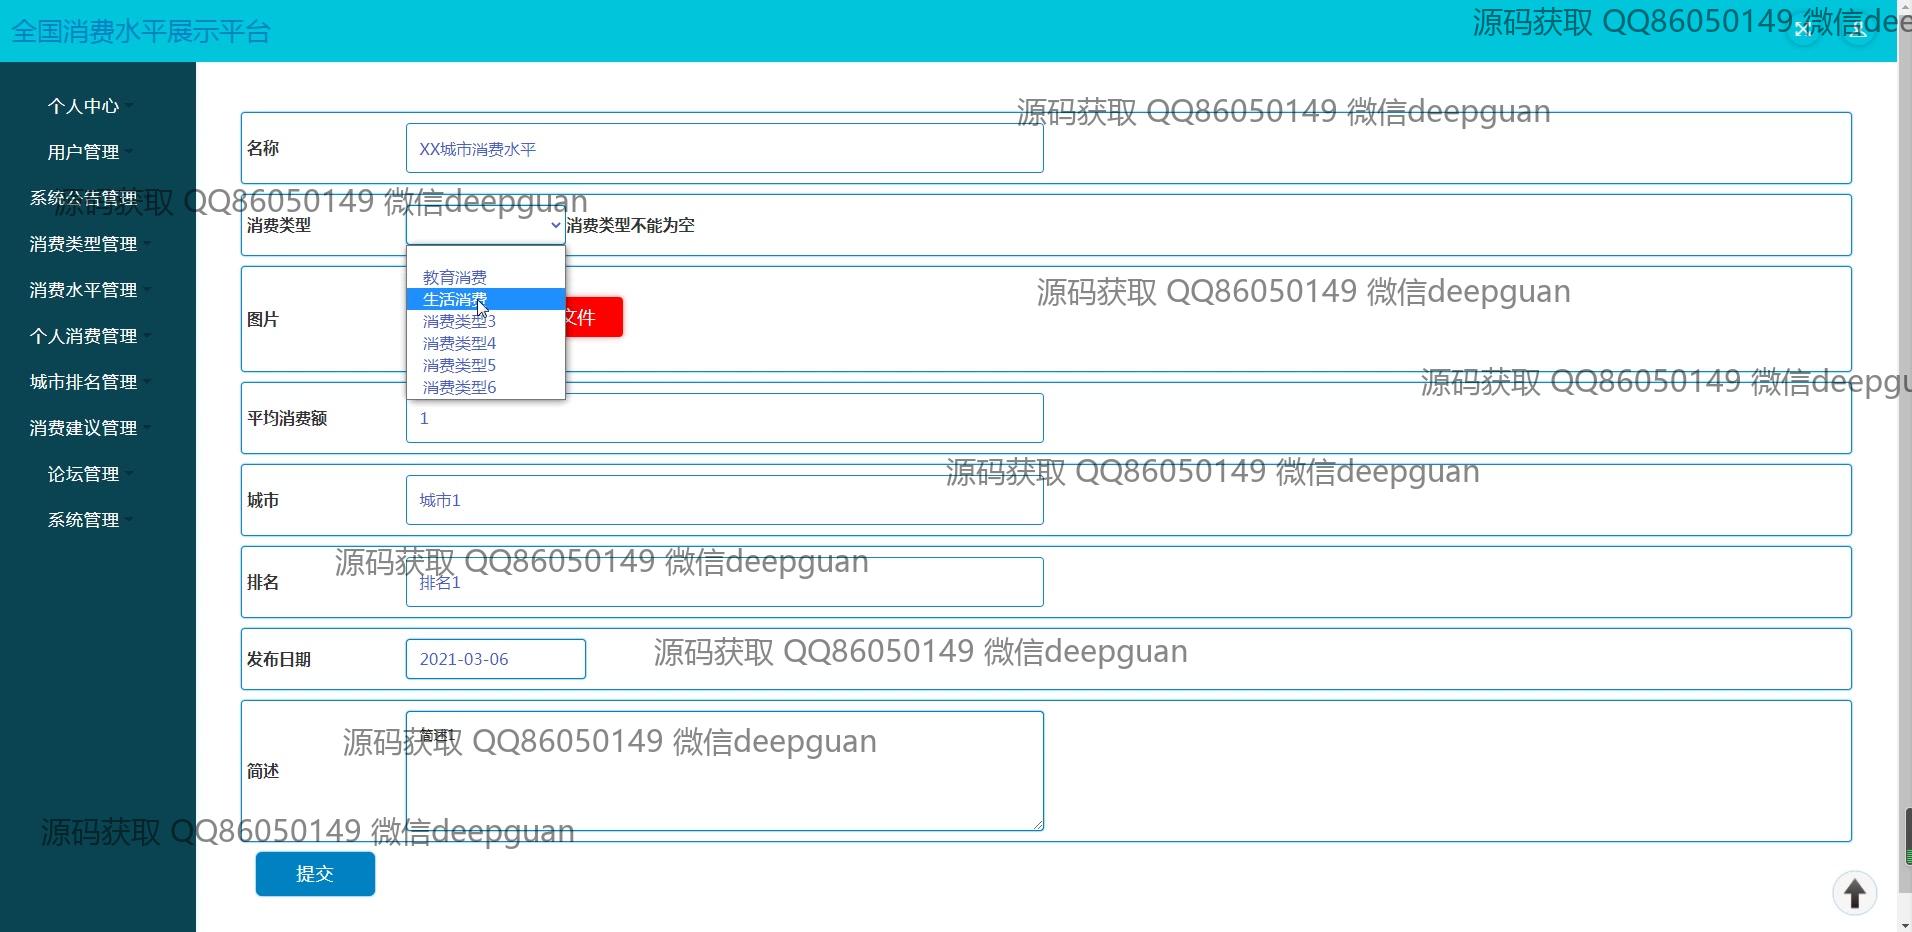 全国消费水平展示平台
源码获取 QQ86050149 微信dee
个人中心
用户管理
系统公告管理
消费类型管理
消费水平管理
个人消费管理
城市排名管理
消费建议管理
论坛管理
系统管理
源码获取 QQ86050149 微信deepguan
名称
XX城市消费水平
源码获取 QQ86050149 微信deepguan
消费类型
消费类型不能为空
教育消费
生活消费
消费类型3
消费类型4
消费类型5
消费类型6
源码获取 QQ86050149 微信deepguan
图片
文件
源码获取 QQ86050149 微信deepgu
平均消费额
1
源码获取 QQ86050149 微信deepguan
城市
城市1
源码获取 QQ86050149 微信deepguan
排名
排名1
发布日期
2021-03-06
源码获取 QQ86050149 微信deepguan
简述
简述1
源码获取 QQ86050149 微信deepguan
源码获取 QQ86050149 微信deepguan
提交